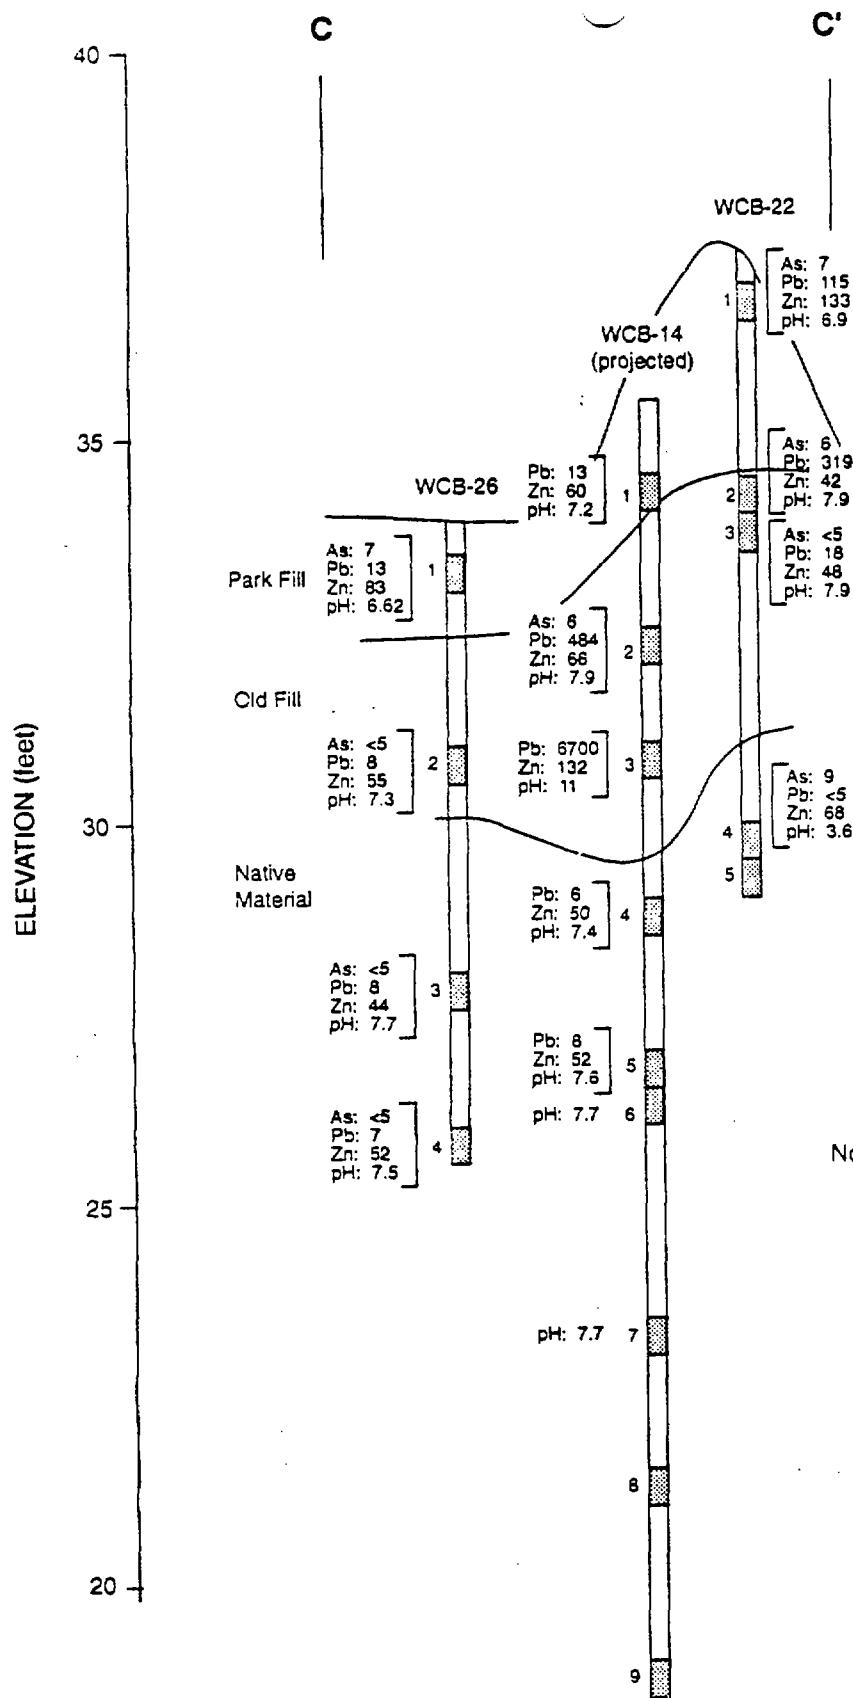 C
C'
40
WCB-22
As: 7
Pb: 115
Zn: 133
pH: 6.9
1
WCB-14
(projected)
35
As: 6
Pb: 319
Zn: 42
pH: 7.9
2
Pb: 13
Zn: 60
pH: 7.2
1
WCB-26
3
As: <5
Pb: 18
Zn: 48
pH: 7.9
As: 7
Pb: 13
Zn: 83
pH: 6.62
1
Park Fill
As: 6
Pb: 484
Zn: 66
pH: 7.9
2
Old Fill
As: <5
Pb: 8
Zn: 55
pH: 7.3
2
Pb: 6700
Zn: 132
pH: 11
3
As: 9
Pb: <5
Zn: 68
pH: 3.6
4
5
30
ELEVATION (feet)
Native
Material
Pb: 6
Zn: 50
pH: 7.4
4
As: <5
Pb: 8
Zn: 44
pH: 7.7
3
Pb: 8
Zn: 52
pH: 7.6
5
pH: 7.7
6
As: <5
Pb: 7
Zn: 52
pH: 7.5
4
No
25
pH: 7.7
7
8
20
9